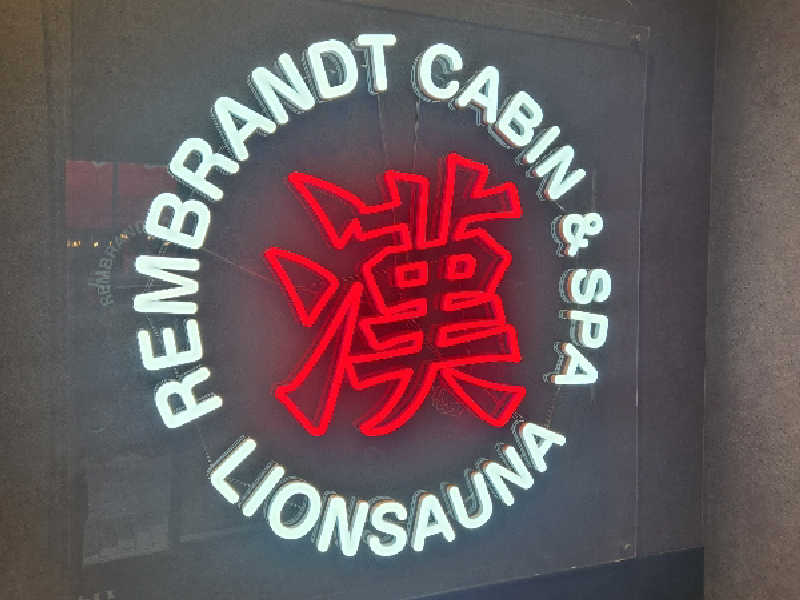 REMBRANDT CABIN & SPA
漢
LIONSAUNA